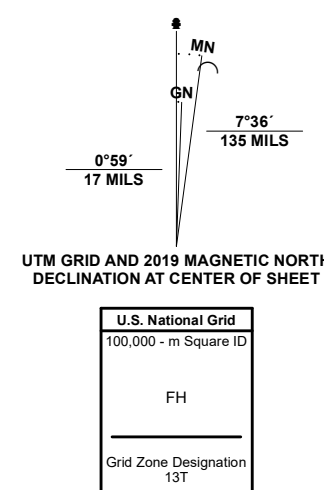 MN
GN
7°36´
135 MILS
0°59´
17 MILS
UTM GRID AND 2019 MAGNETIC NORTH
DECLINATION AT CENTER OF SHEET
U.S. National Grid
100,000 - m Square ID
FH
Grid Zone Designation
13T